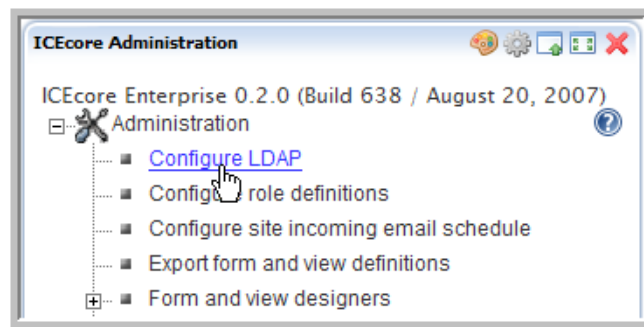 ICEcore Administration
ICEcore Enterprise 0.2.0 (Build 638 / August 20, 2007)
Administration
Configure LDAP
Configure role definitions
Configure site incoming email schedule
Export form and view definitions
Form and view designers